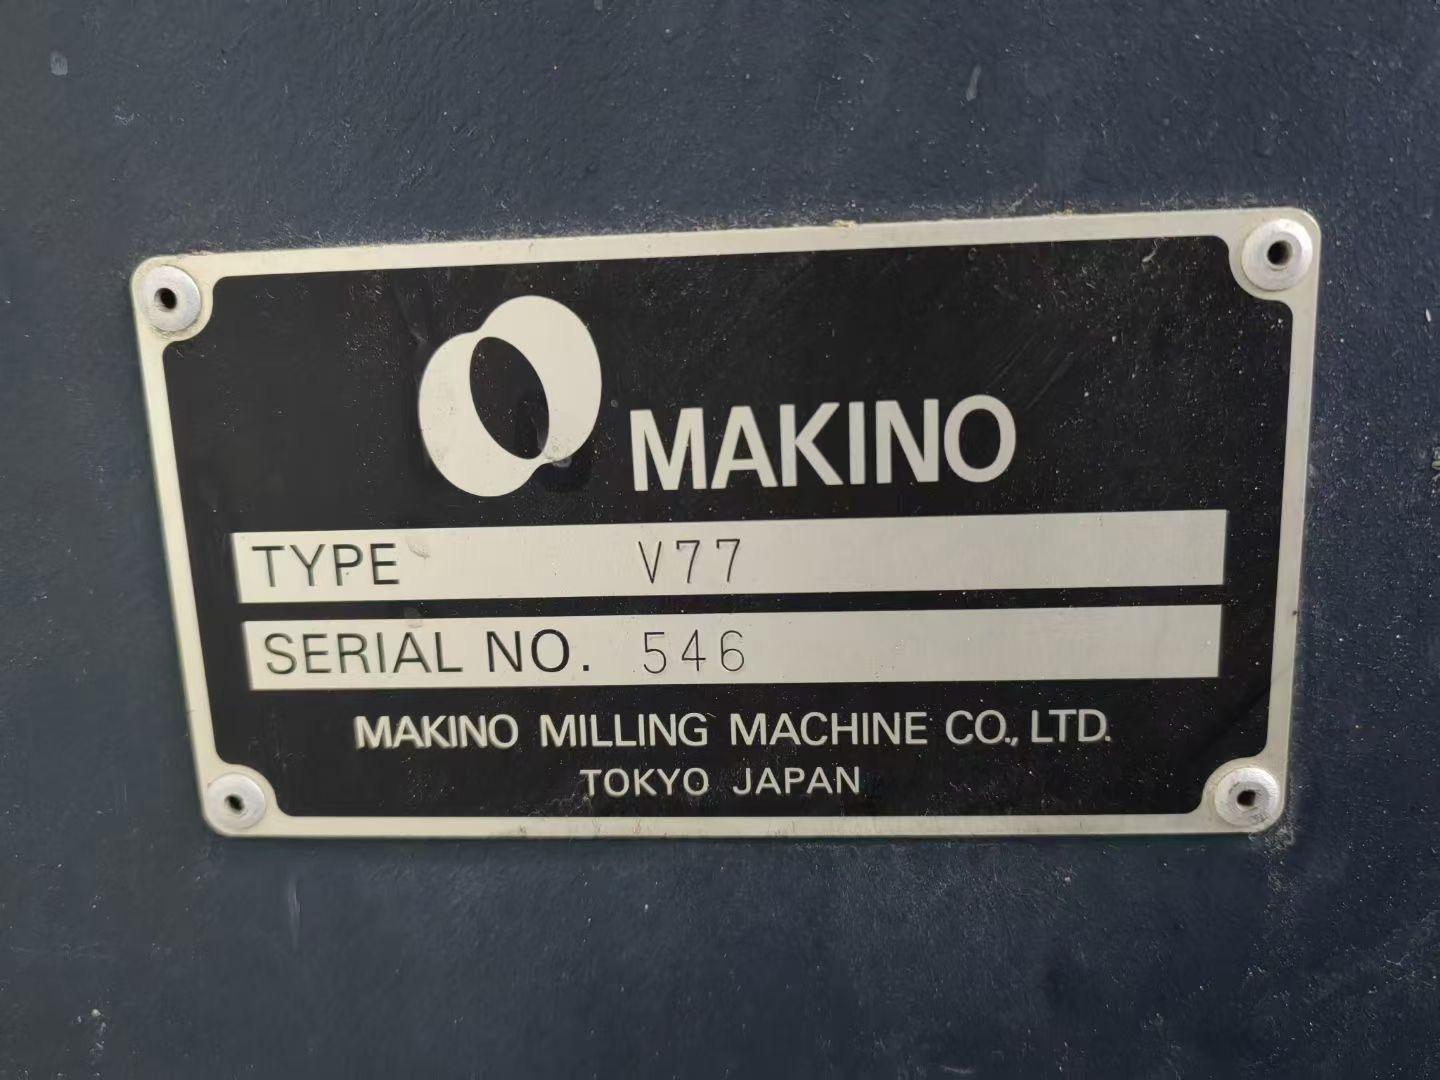 MAKINO
TYPE V77
SERIAL NO. 546
MAKINO MILLING MACHINE CO., LTD.
TOKYO JAPAN